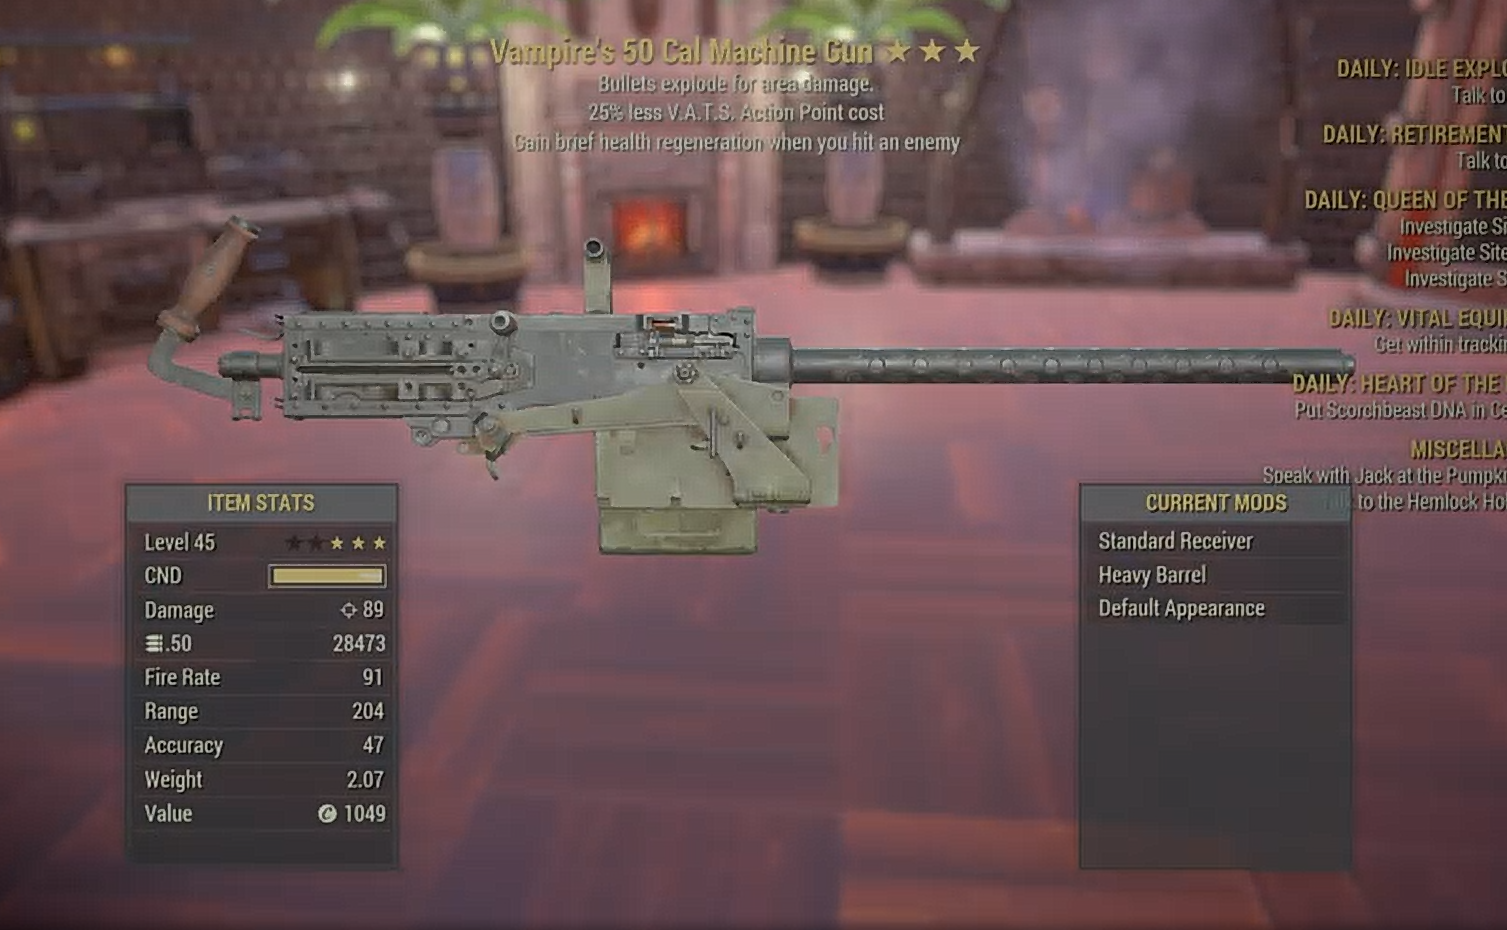 Vampire's 50 Cal Machine Gun ★ ★ ★
Bullets explode for area damage.
25% less V.A.T.S. Action Point cost
Gain brief health regeneration when you hit an enemy
DAILY: IDLE EXPLO
Talk to
DAILY: RETIREMENT
Talk to
DAILY: QUEEN OF THE
Investigate Si
Investigate Site
Investigate S
DAILY: VITAL EQUI
Get within trackin
DAILY: HEART OF THE
Put Scorchbeast DNA in Ce
MISCELLA
Speak with Jack at the Pumpki
to the Hemlock Ho
ITEM STATS
Level 45
CND
Damage 89
.50 28473
Fire Rate 91
Range 204
Accuracy 47
Weight 2.07
Value 1049
CURRENT MODS
Standard Receiver
Heavy Barrel
Default Appearance